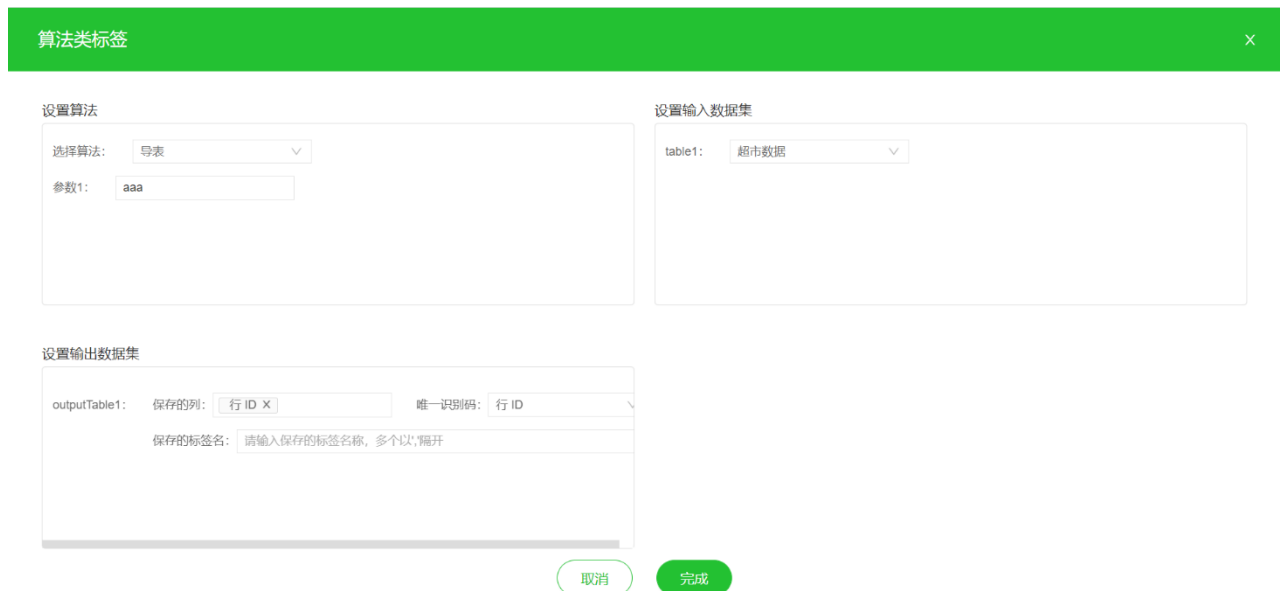 算法类标签 X
设置算法
选择算法： 导表
参数1： aaa
设置输入数据集
table1： 超市数据
设置输出数据集
outputTable1： 保存的列： 行 ID X 唯一识别码： 行 ID
保存的标签名： 请输入保存的标签名称，多个以','隔开
取消 完成